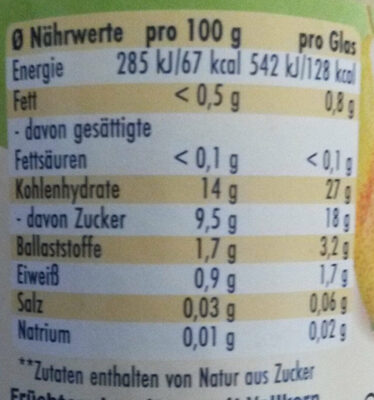 Ø Nährwerte pro 100 g pro Glas
Energie 285 kJ/67 kcal 542 kJ/128 kcal
Fett < 0,5 g 0,8 g
- davon gesättigte
Fettsäuren < 0,1 g < 0,1 g
Kohlenhydrate 14 g 27 g
- davon Zucker 9,5 g 18 g
Ballaststoffe 1,7 g 3,2 g
Eiweiß 0,9 g 1,7 g
Salz 0,03 g 0,06 g
Natrium 0,01 g 0,02 g
**Zutaten enthalten von Natur aus Zucker